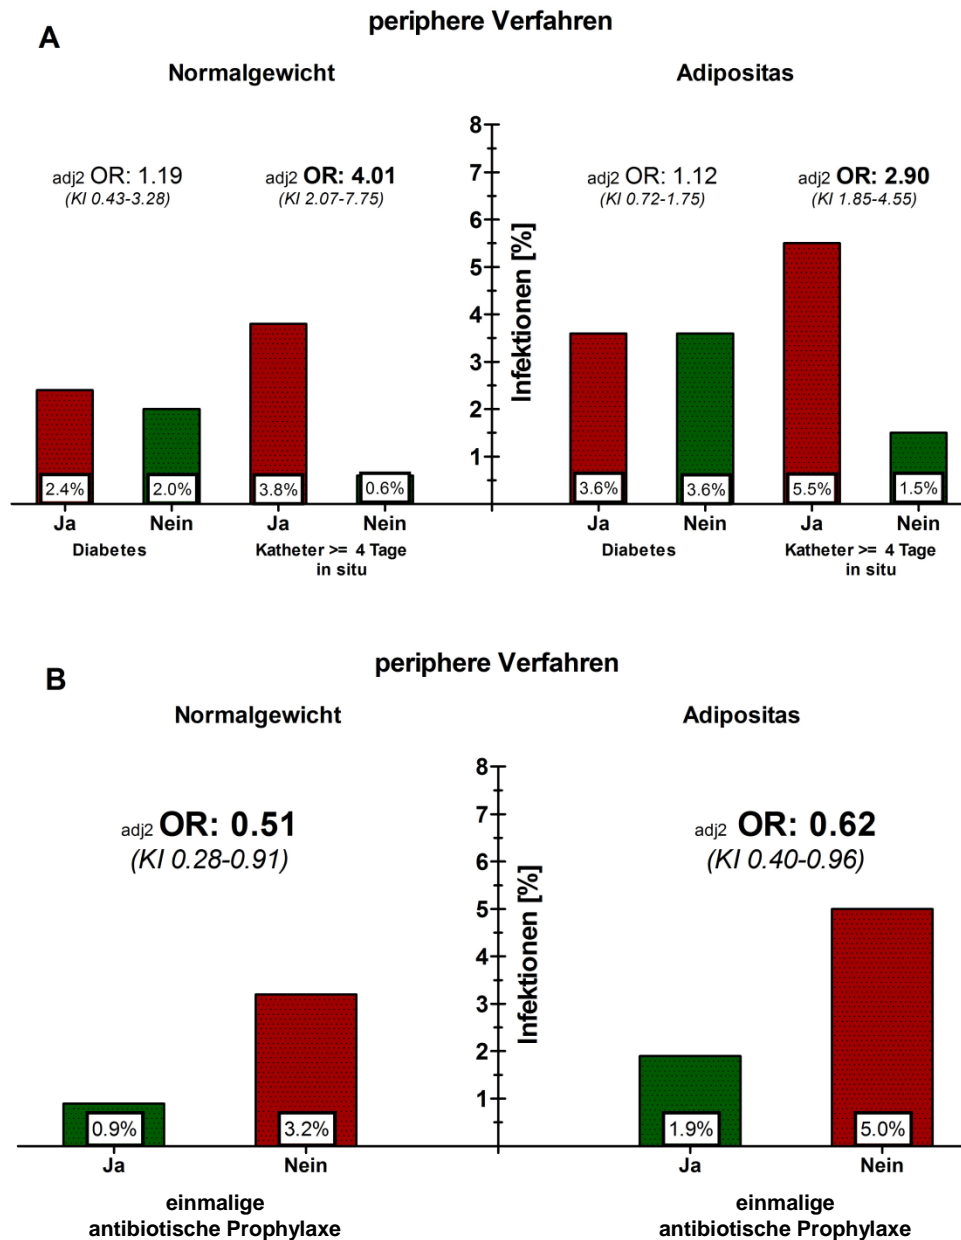 periphere Verfahren
A
Normalgewicht
Adipositas
adj2 OR: 1.19
(KI 0.43-3.28)
adj2 OR: 4.01
(KI 2.07-7.75)
adj2 OR: 1.12
(KI 0.72-1.75)
adj2 OR: 2.90
(KI 1.85-4.55)
8
7
6
5
4
3
2
1
Infektionen [%]
2.4%
2.0%
3.8%
0.6%
3.6%
3.6%
5.5%
1.5%
Ja
Nein
Ja
Nein
Ja
Nein
Ja
Nein
Diabetes
Katheter >= 4 Tage
in situ
Diabetes
Katheter >= 4 Tage
in situ
periphere Verfahren
B
Normalgewicht
Adipositas
adj2 OR: 0.51
(KI 0.28-0.91)
adj2 OR: 0.62
(KI 0.40-0.96)
8
7
6
5
4
3
2
1
Infektionen [%]
0.9%
3.2%
1.9%
5.0%
Ja
Nein
Ja
Nein
einmalige
antibiotische Prophylaxe
einmalige
antibiotische Prophylaxe